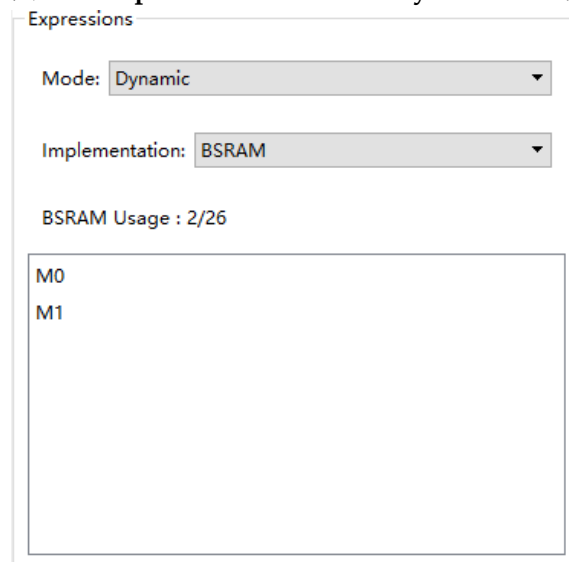 Expressions
Mode: Dynamic
Implementation: BSRAM
BSRAM Usage : 2/26
M0
M1